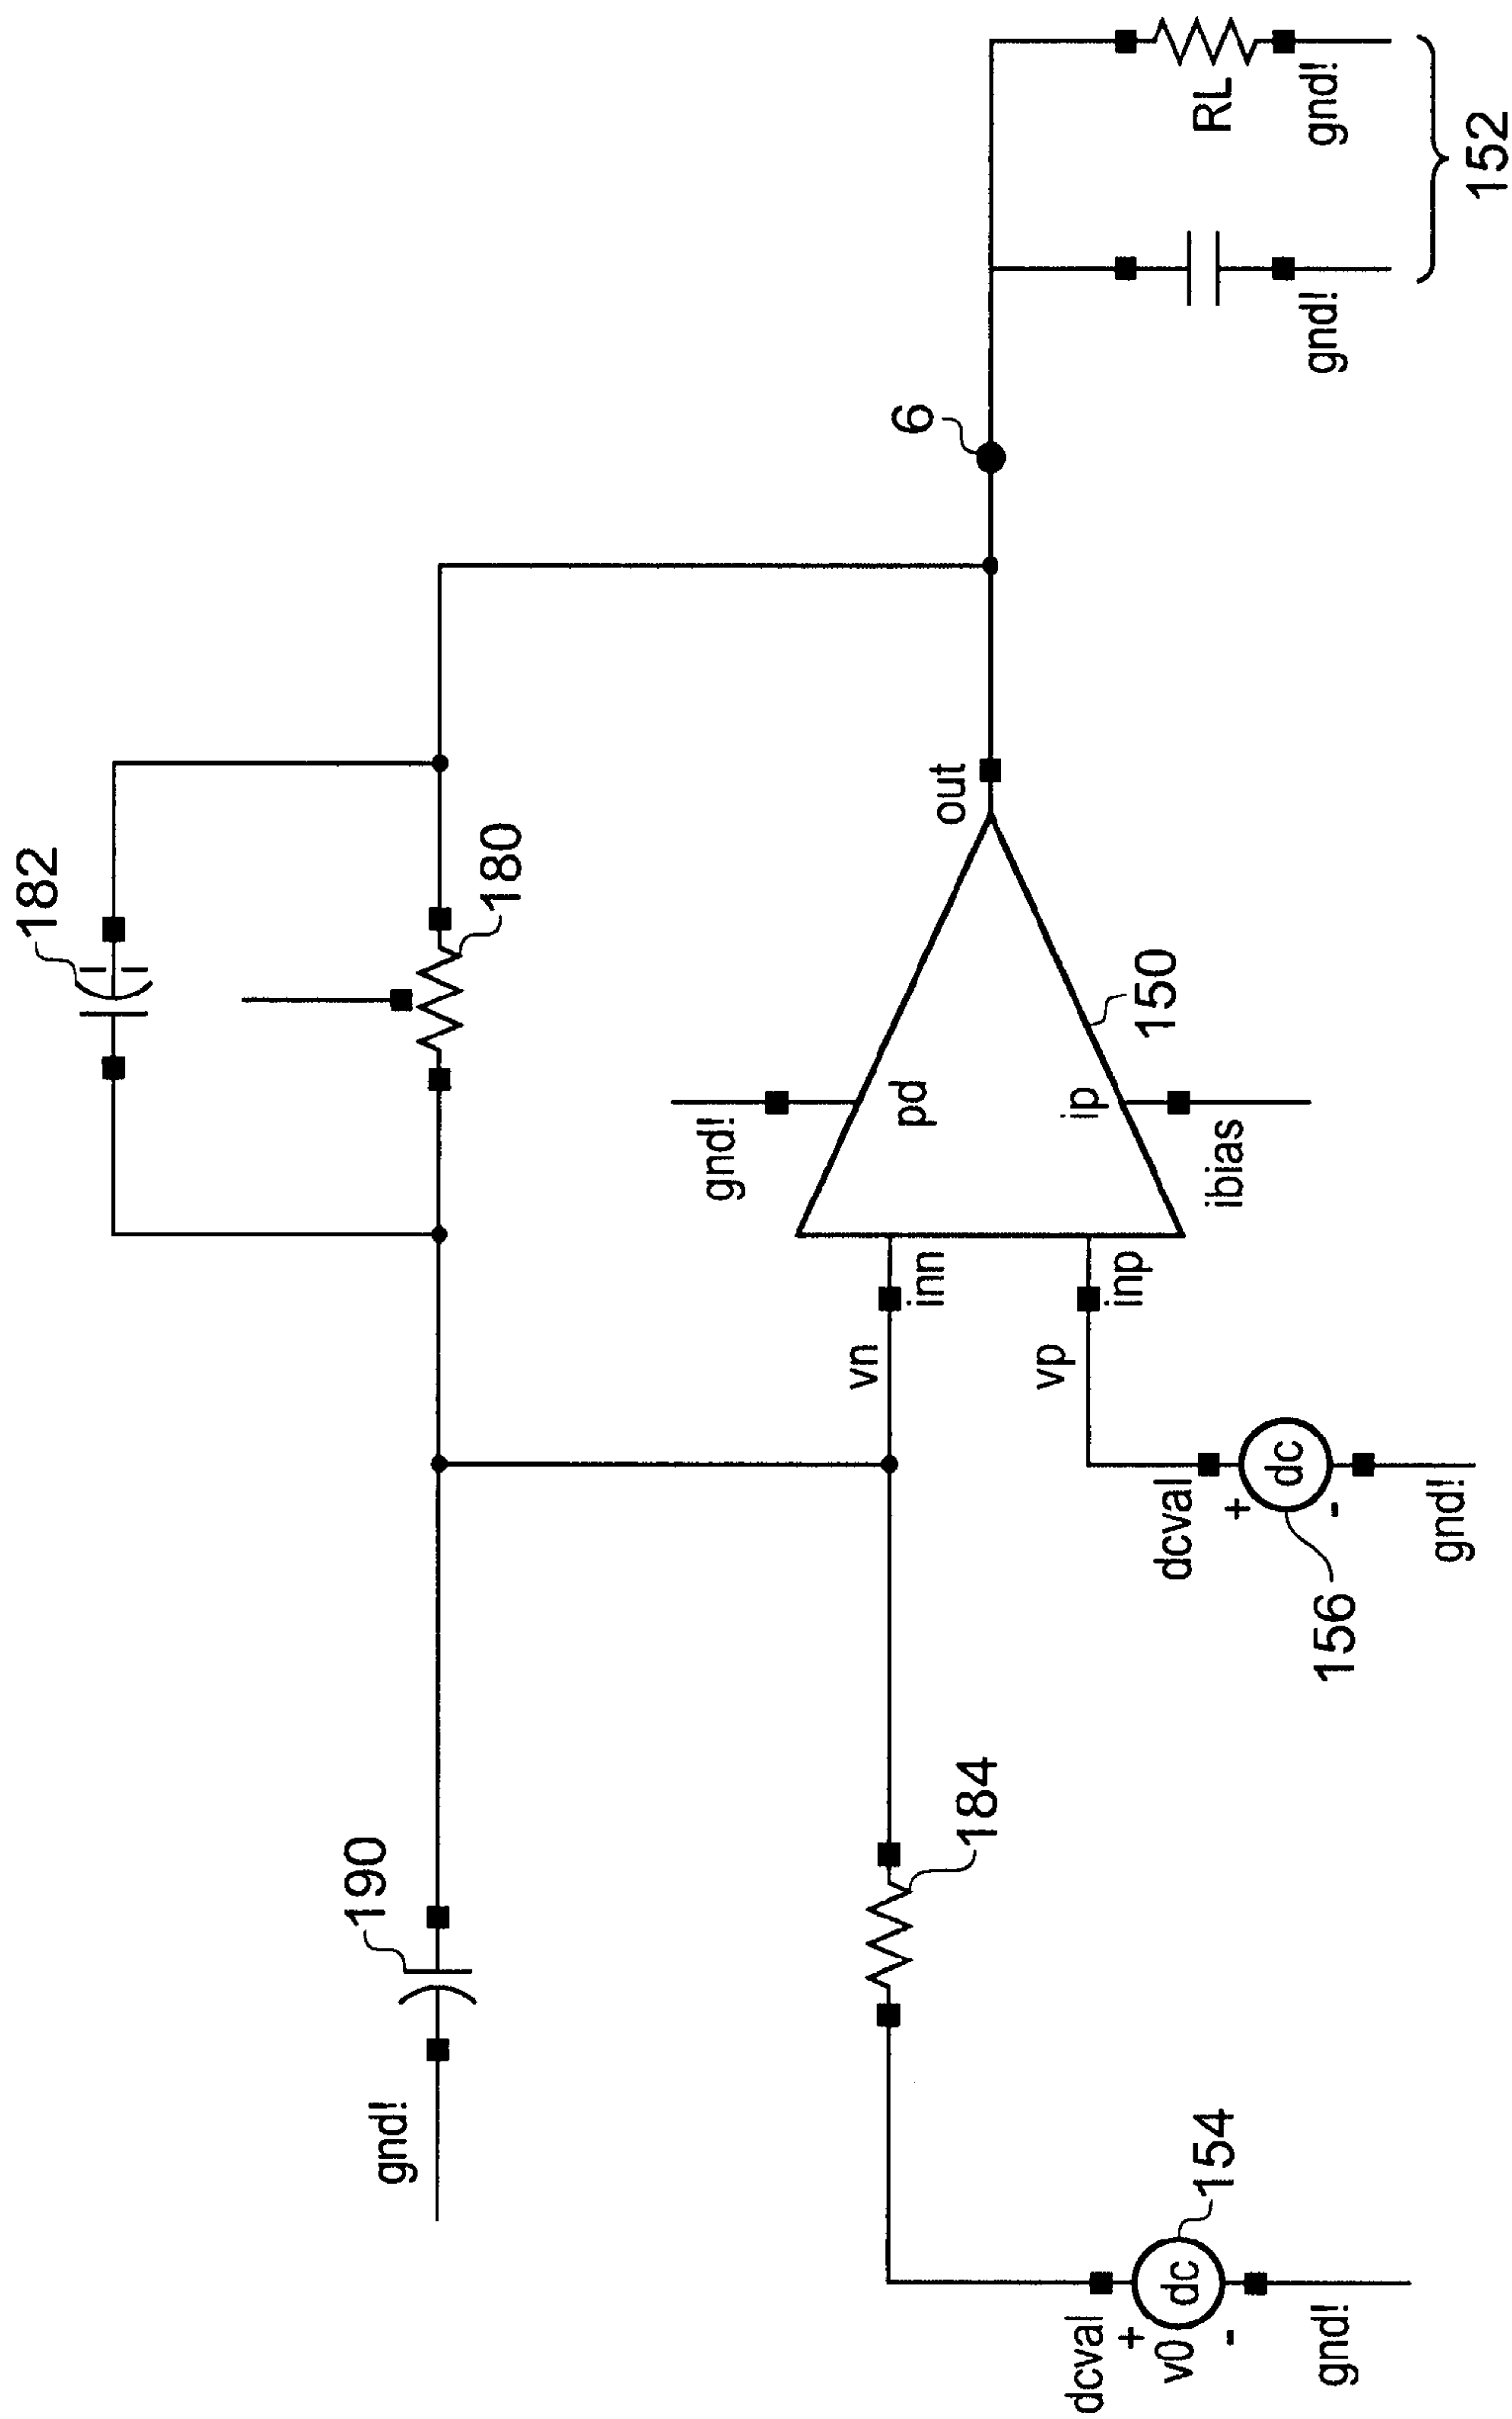 182
180
190
gnd!
gnd!
pd
ip
ibias
150
out
6
RL
gnd!
gnd!
152
vn
inn
vp
inp
184
dcval
+
dc
-
156
gnd!
dcval
+
v0
dc
-
154
gnd!